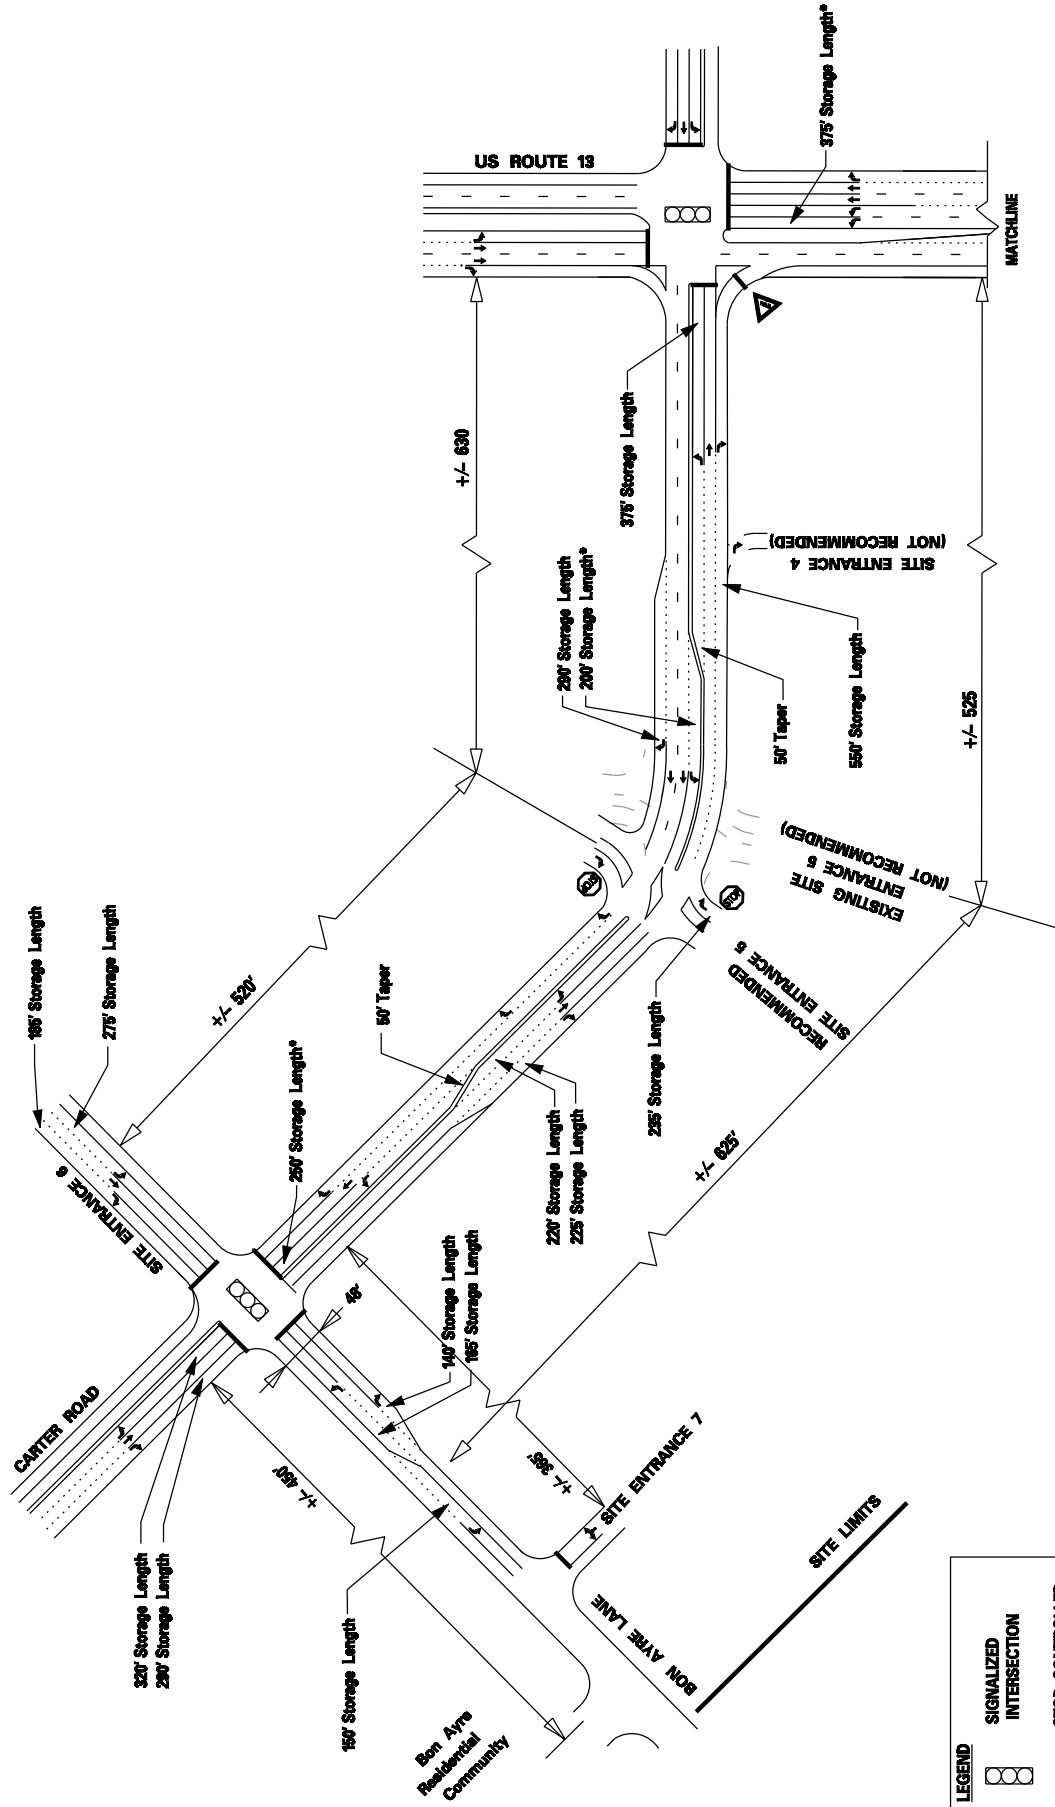 US ROUTE 13
375' Storage Length*
MATCHLINE
+/- 630
375' Storage Length
SITE ENTRANCE 4
(NOT RECOMMENDED)
290' Storage Length
200' Storage Length*
50' Taper
550' Storage Length
+/- 525
EXISTING SITE
ENTRANCE 5
(NOT RECOMMENDED)
RECOMMENDED
SITE ENTRANCE 5
STOP
STOP
185' Storage Length
275' Storage Length
+/- 520'
50' Taper
250' Storage Length*
235' Storage Length
220' Storage Length
225' Storage Length
+/- 625'
SITE ENTRANCE 6
CARTER ROAD
48'
140' Storage Length
165' Storage Length
+/- 450'
+/- 365'
SITE ENTRANCE 7
320' Storage Length
290' Storage Length
150' Storage Length
BON AYRE LANE
SITE LIMITS
Bon Ayre
Residential
Community
LEGEND
SIGNALIZED
INTERSECTION